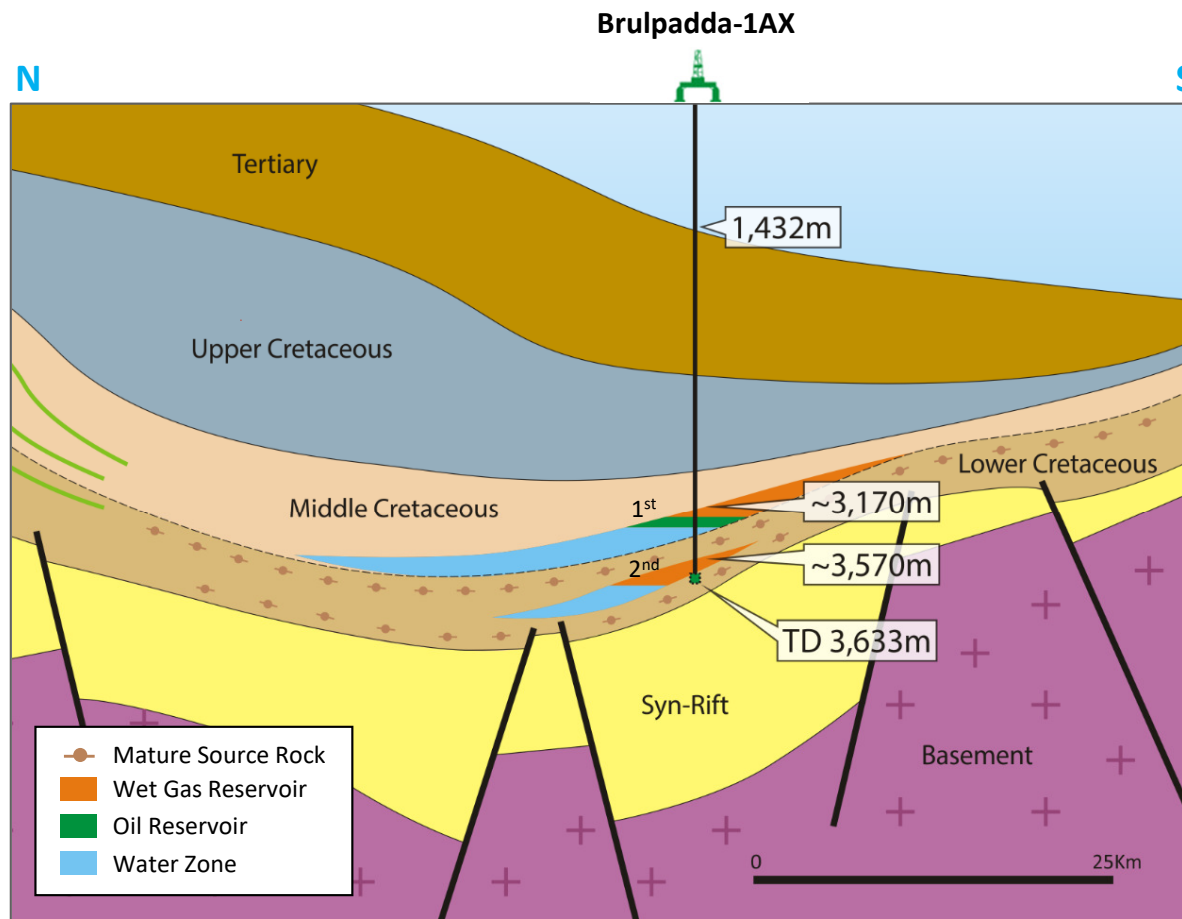 Brulpadda-1AX
N
S
Tertiary
1,432m
Upper Cretaceous
Lower Cretaceous
Middle Cretaceous
1st
~3,170m
2nd
~3,570m
TD 3,633m
Syn-Rift
Basement
Mature Source Rock
Wet Gas Reservoir
Oil Reservoir
Water Zone
0
25Km